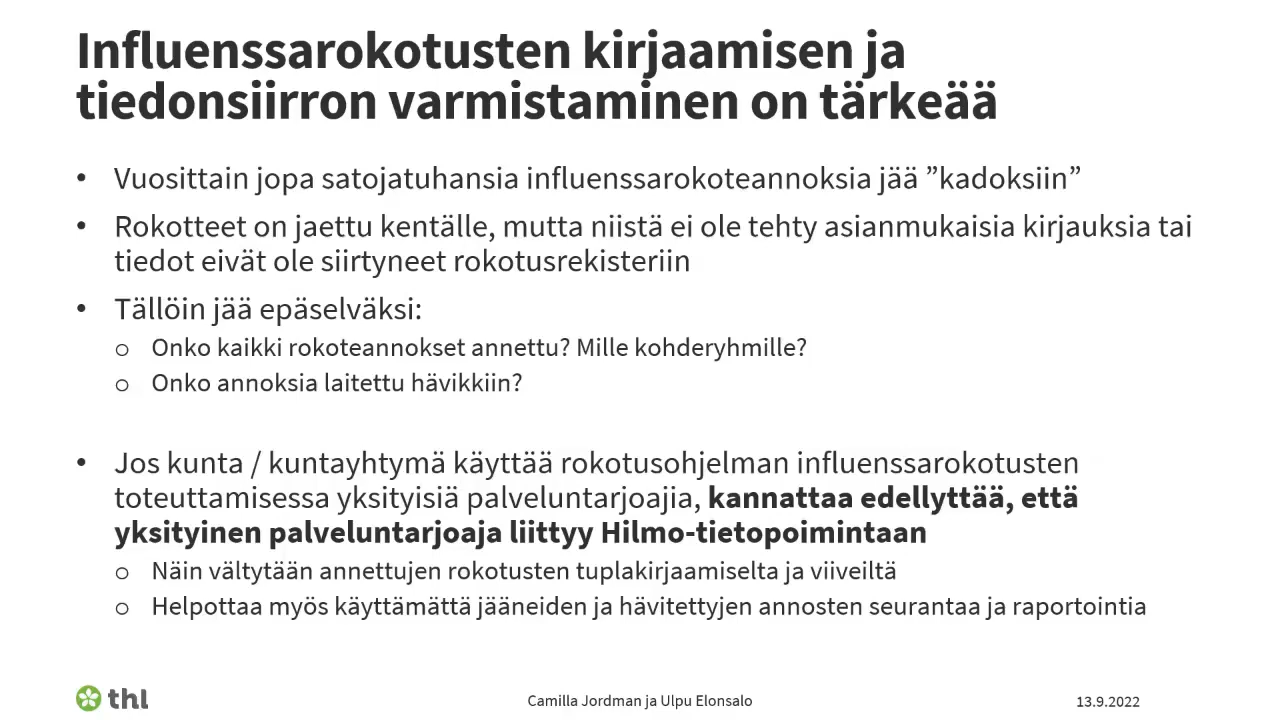 Influenssarokotusten kirjaamisen ja
tiedonsiirron varmistaminen on tärkeää
• Vuosittain jopa satojatuhansia influenssarokoteannoksia jää ”kadoksiin”
• Rokotteet on jaettu kentälle, mutta niistä ei ole tehty asianmukaisia kirjauksia tai
tiedot eivät ole siirtyneet rokotusrekisteriin
• Tällöin jää epäselväksi:
o Onko kaikki rokoteannokset annettu? Mille kohderyhmille?
o Onko annoksia laitettu hävikkiin?
• Jos kunta / kuntayhtymä käyttää rokotusohjelman influenssarokotusten
toteuttamisessa yksityisiä palveluntarjoajia, kannattaa edellyttää, että
yksityinen palveluntarjoaja liittyy Hilmo-tietopoimintaan
o Näin vältytään annettujen rokotusten tuplakirjaamiselta ja viiveiltä
o Helpottaa myös käyttämättä jääneiden ja hävitettyjen annosten seurantaa ja raportointia
thl
Camilla Jordman ja Ulpu Elonsalo
13.9.2022